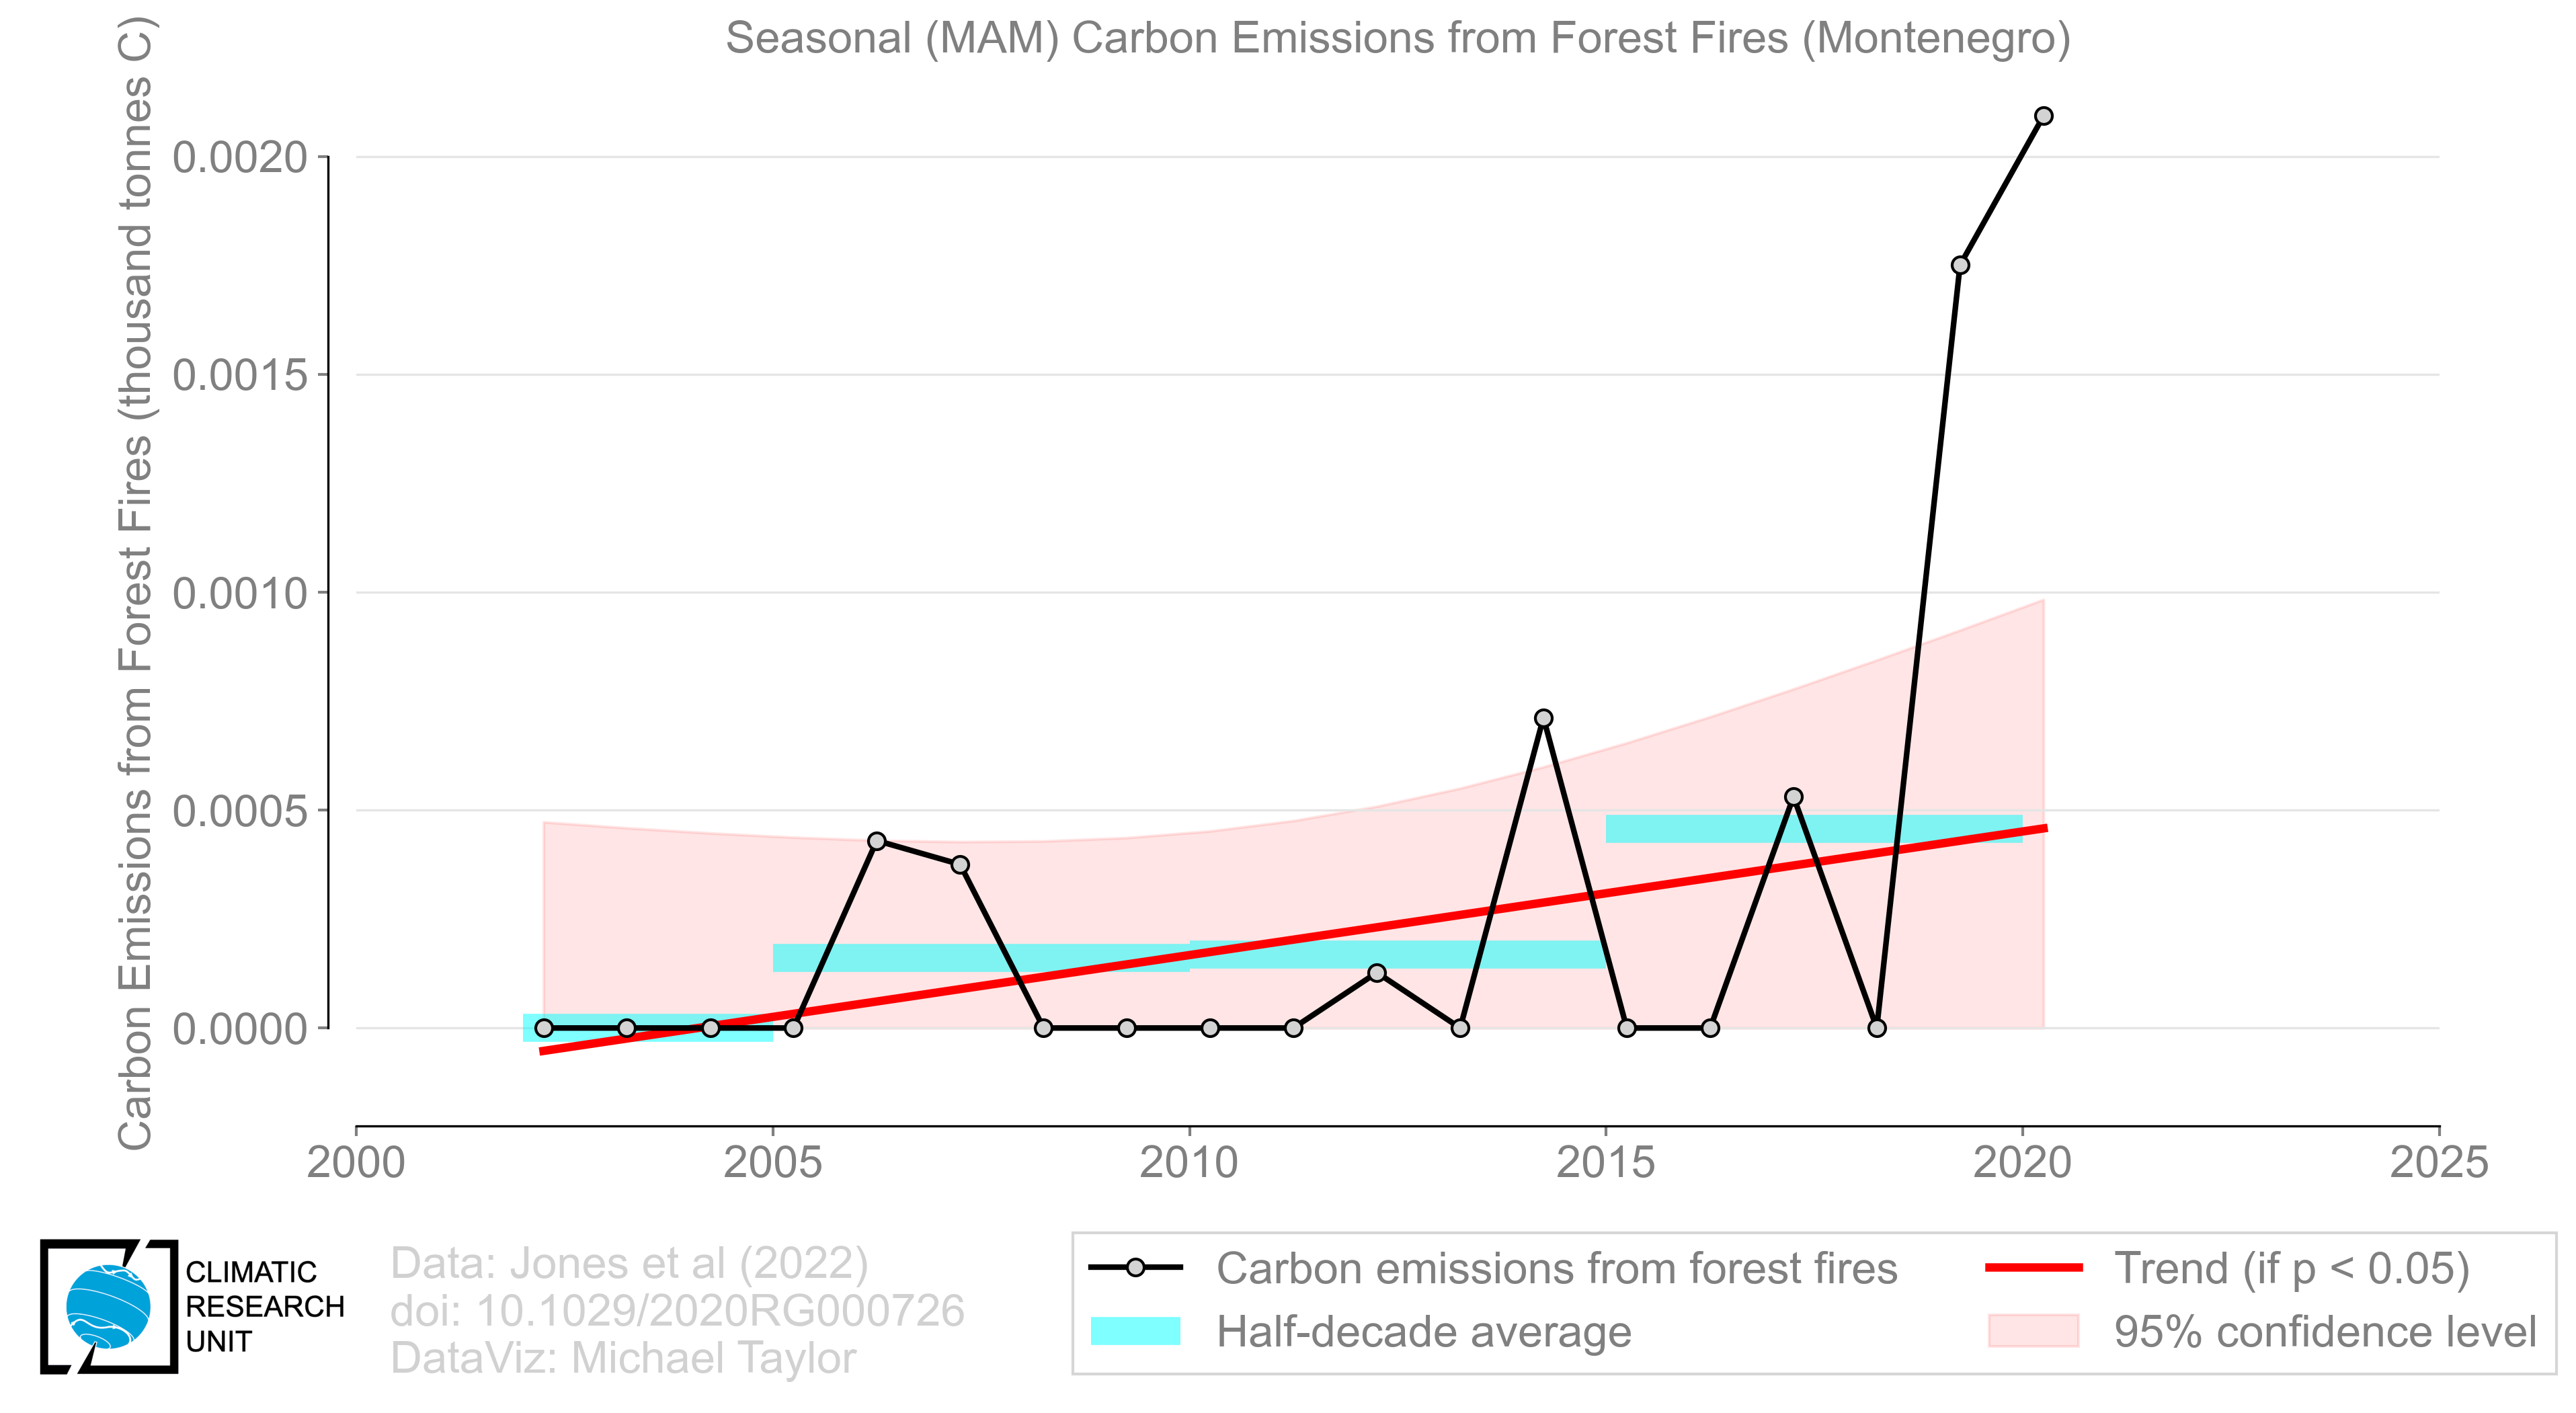 Seasonal (MAM) Carbon Emissions from Forest Fires (Montenegro)
Carbon Emissions from Forest Fires (thousand tonnes C)
0.0020
0.0015
0.0010
0.0005
0.0000
2000 2005 2010 2015 2020 2025
CLIMATIC
RESEARCH
UNIT
Data: Jones et al (2022)
doi: 10.1029/2020RG000726
DataViz: Michael Taylor
Carbon emissions from forest fires
Half-decade average
Trend (if p < 0.05)
95% confidence level